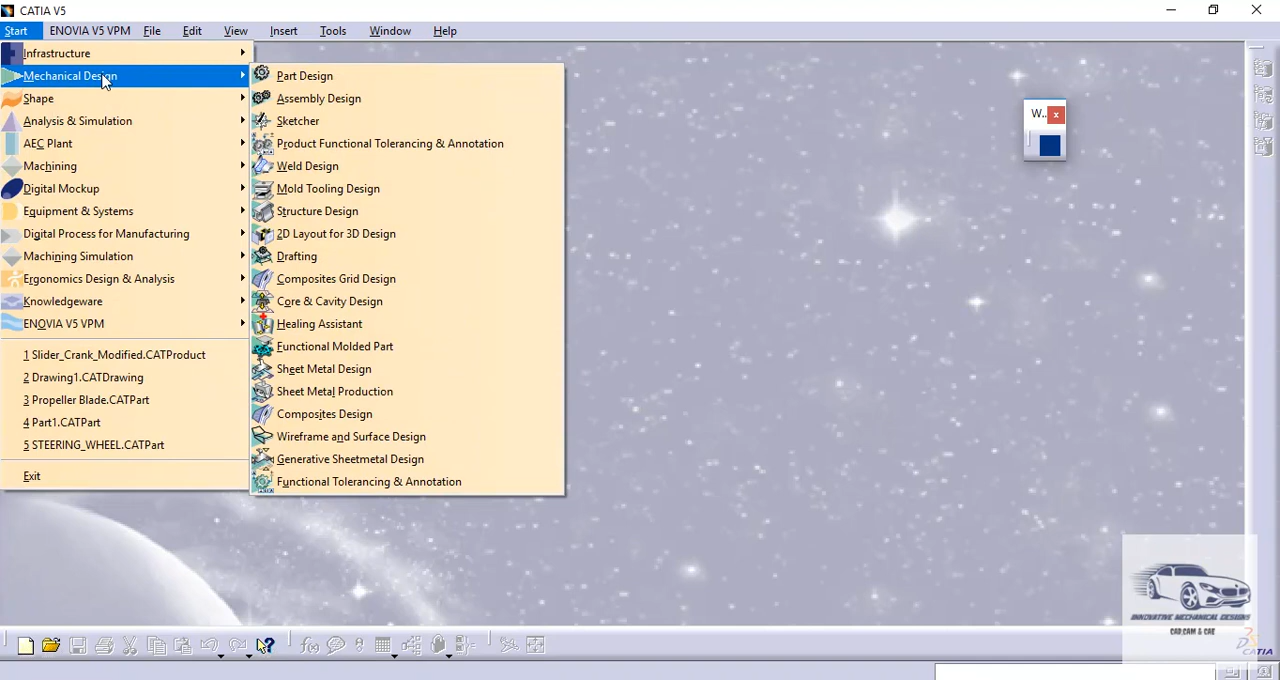 CATIA V5
Start ENOVIA V5 VPM File Edit View Insert Tools Window Help
Infrastructure
Mechanical Design
Shape
Analysis & Simulation
AEC Plant
Machining
Digital Mockup
Equipment & Systems
Digital Process for Manufacturing
Machining Simulation
Ergonomics Design & Analysis
Knowledgeware
ENOVIA V5 VPM
1 Slider_Crank_Modified.CATProduct
2 Drawing1.CATDrawing
3 Propeller Blade.CATPart
4 Part1.CATPart
5 STEERING_WHEEL.CATPart
Exit
Part Design
Assembly Design
Sketcher
Product Functional Tolerancing & Annotation
Weld Design
Mold Tooling Design
Structure Design
2D Layout for 3D Design
Drafting
Composites Grid Design
Core & Cavity Design
Healing Assistant
Functional Molded Part
Sheet Metal Design
Sheet Metal Production
Composites Design
Wireframe and Surface Design
Generative Sheetmetal Design
Functional Tolerancing & Annotation
W..
INNOVATIVE MECHANICAL DESIGNS
CAD,CAM & CAE
CATIA